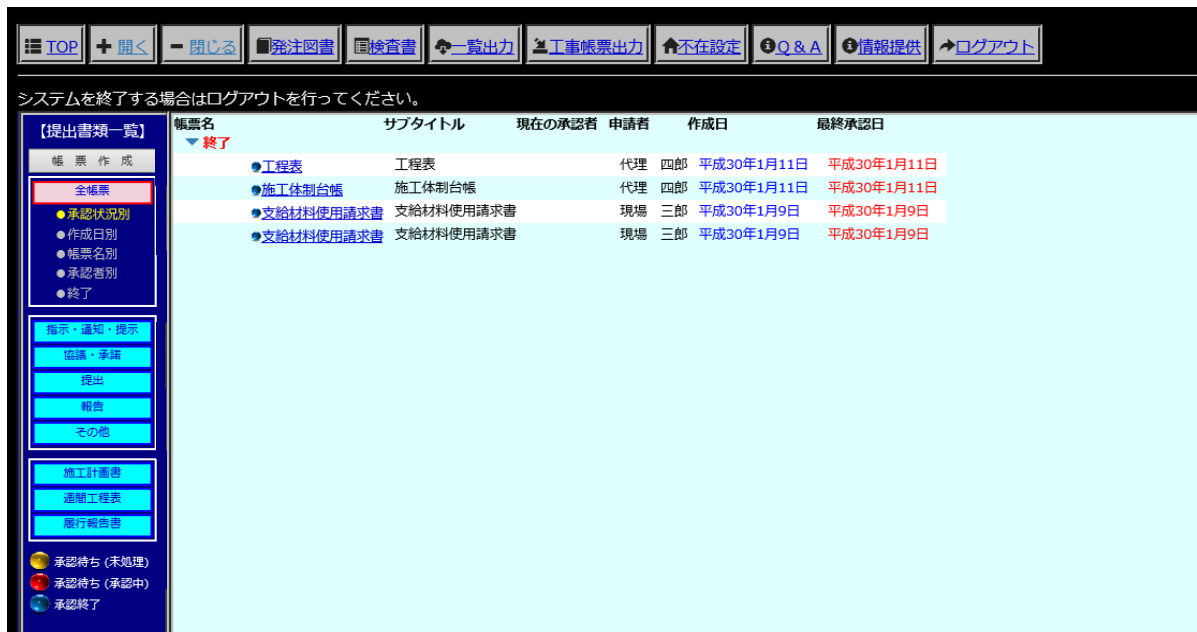 TOP 開く 閉じる 発注図書 検査書 一覧出力 工事帳票出力 不在設定 Q & A 情報提供 ログアウト
システムを終了する場合はログアウトを行ってください。
【提出書類一覧】
帳 票 作 成
全帳票
●承認状況別
●作成日別
●帳票名別
●承認者別
●終了
指示・通知・提示
協議・承諾
提出
報告
その他
施工計画書
週間工程表
履行報告書
承認待ち (未処理)
承認待ち (承認中)
承認終了
帳票名 サブタイトル 現在の承認者 申請者 作成日 最終承認日
▼ 終了
工程表 工程表 代理 四郎 平成30年1月11日 平成30年1月11日
施工体制台帳 施工体制台帳 代理 四郎 平成30年1月11日 平成30年1月11日
支給材料使用請求書 支給材料使用請求書 現場 三郎 平成30年1月9日 平成30年1月9日
支給材料使用請求書 支給材料使用請求書 現場 三郎 平成30年1月9日 平成30年1月9日